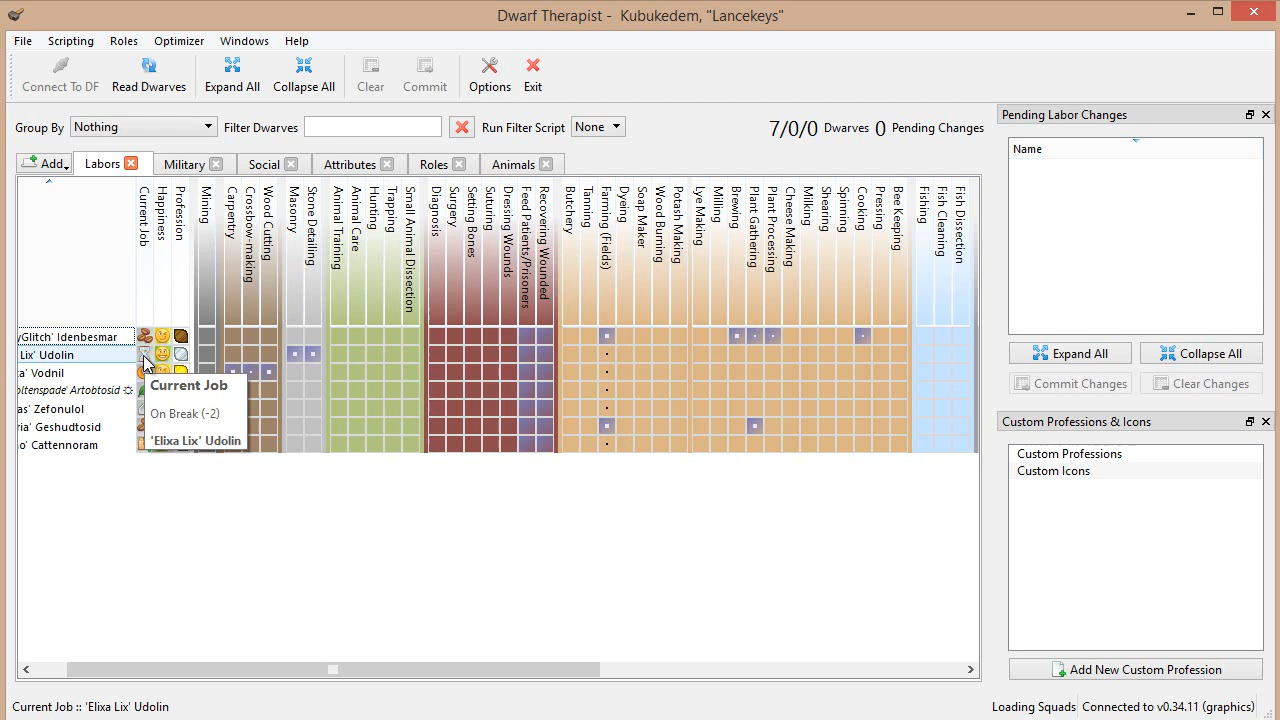 Dwarf Therapist - Kubukedem, "Lancekeys"
File Scripting Roles Optimizer Windows Help
Connect To DF Read Dwarves Expand All Collapse All Clear Commit Options Exit
Group By Nothing Filter Dwarves Run Filter Script None 7/0/0 Dwarves 0 Pending Changes
Add... Labors Military Social Attributes Roles Animals
Current Job
Happiness
Profession
Mining
Carpentry
Crossbow-making
Wood Cutting
Masonry
Stone Detailing
Animal Training
Animal Care
Hunting
Trapping
Small Animal Dissection
Diagnosis
Surgery
Setting Bones
Suturing
Dressing Wounds
Feed Patients/Prisoners
Recovering Wounded
Butchery
Tanning
Farming (Fields)
Dyeing
Soap Maker
Wood Burning
Potash Making
Lye Making
Milling
Brewing
Plant Gathering
Plant Processing
Cheese Making
Milking
Shearing
Spinning
Cooking
Pressing
Bee Keeping
Fishing
Fish Cleaning
Fish Dissection
yGlitch' Idenbesmar
Lix' Udolin
ka' Vodnil
oltenspade' Artobtosid
as' Zefonulol
ria' Geshudtosid
o' Cattennoram
Current Job
On Break (-2)
'Elixa Lix' Udolin
Pending Labor Changes
Name
Expand All Collapse All
Commit Changes Clear Changes
Custom Professions & Icons
Custom Professions
Custom Icons
Add New Custom Profession
Current Job :: 'Elixa Lix' Udolin
Loading Squads Connected to v0.34.11 (graphics)